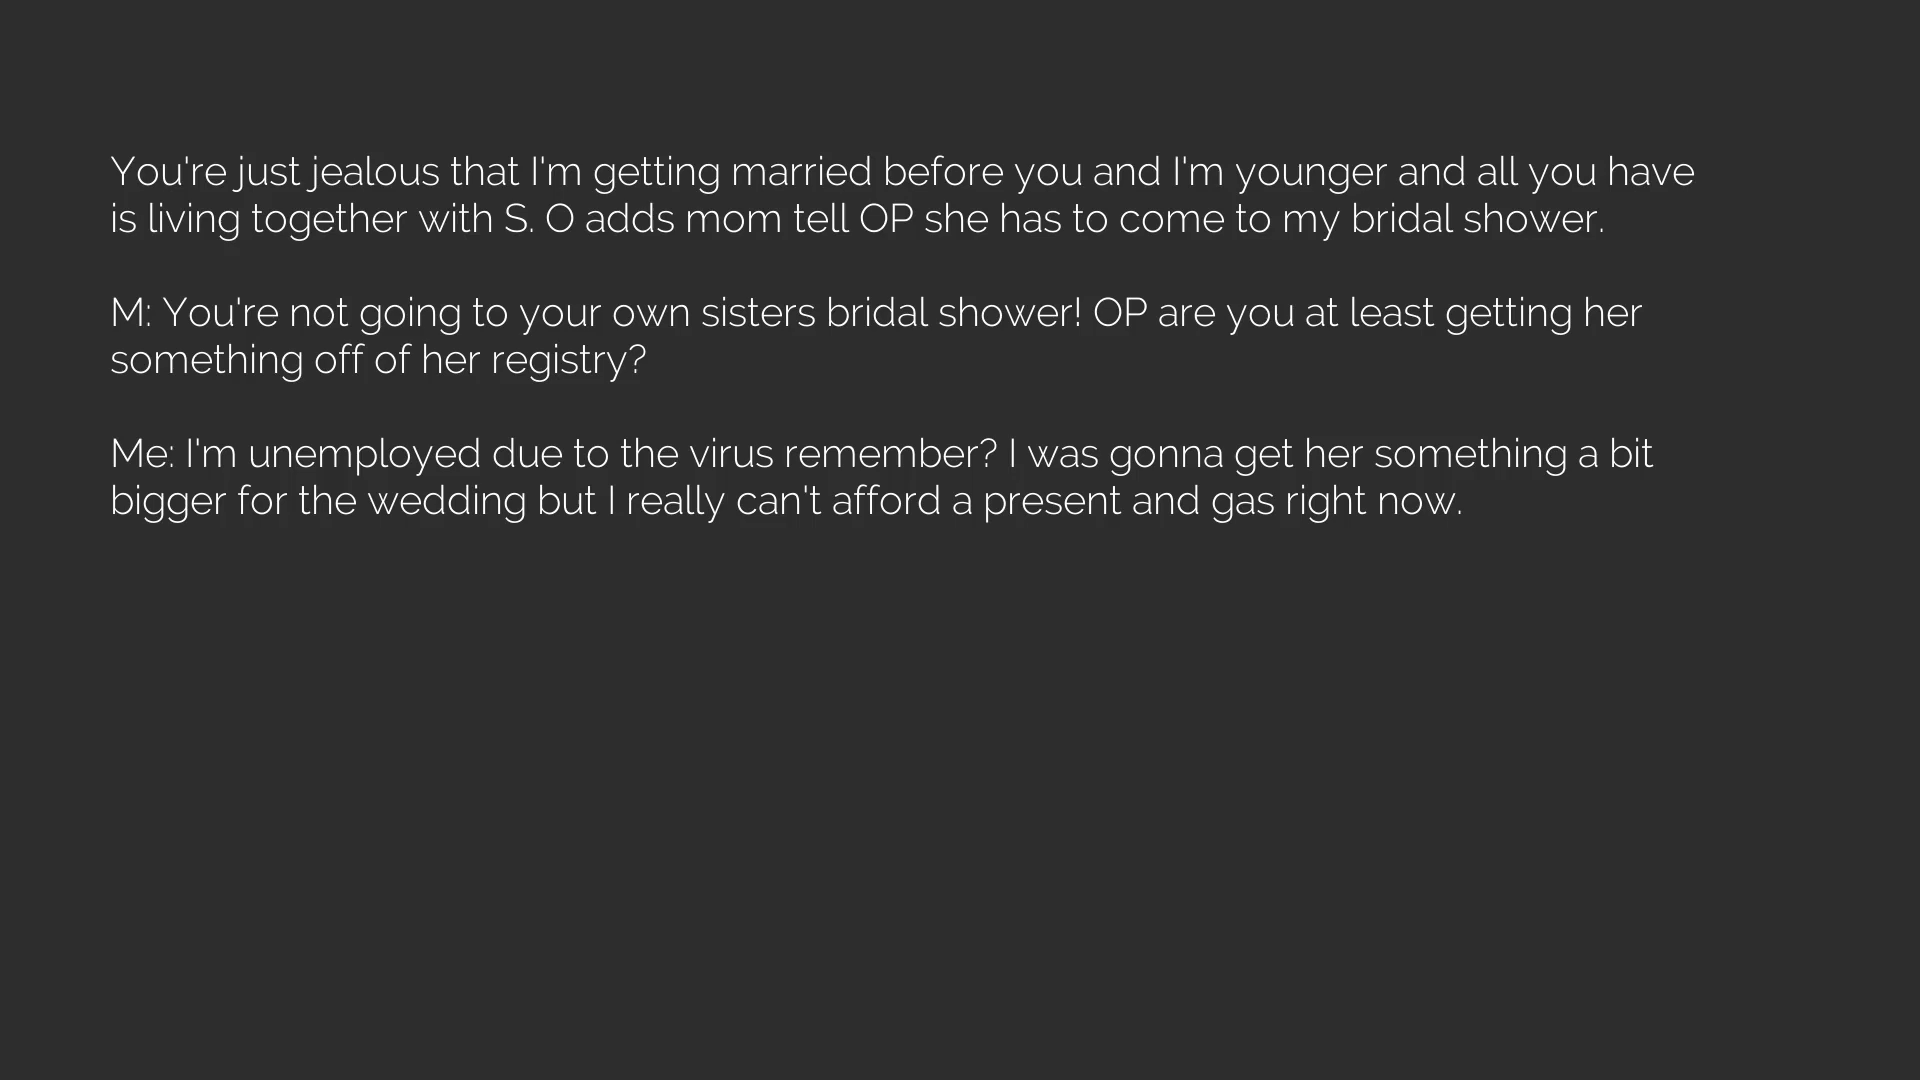 You're just jealous that I'm getting married before you and I'm younger and all you have
is living together with S. O adds mom tell OP she has to come to my bridal shower.
M: You're not going to your own sisters bridal shower! OP are you at least getting her
something off of her registry?
Me: I'm unemployed due to the virus remember? I was gonna get her something a bit
bigger for the wedding but I really can't afford a present and gas right now.